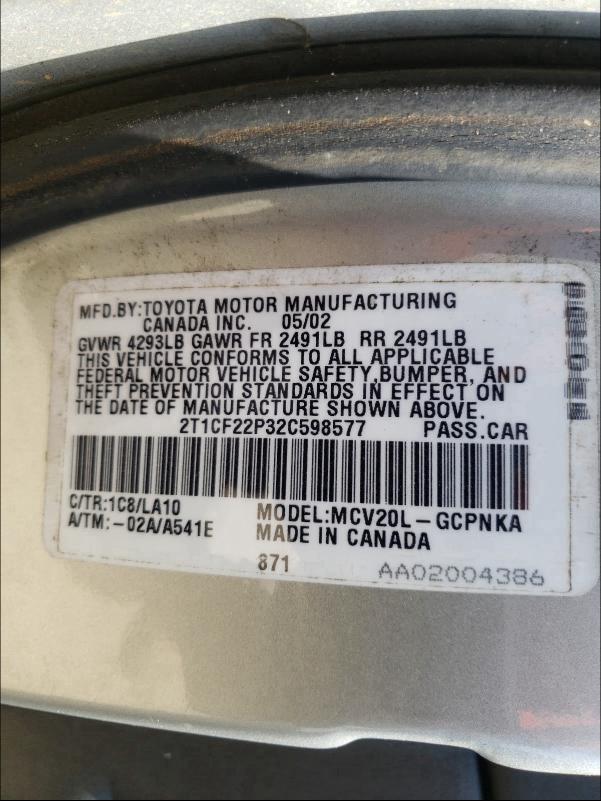 MFD.BY:TOYOTA MOTOR MANUFACTURING
CANADA INC. 05/02
GVWR 4293LB GAWR FR 2491LB RR 2491LB
THIS VEHICLE CONFORMS TO ALL APPLICABLE
FEDERAL MOTOR VEHICLE SAFETY,BUMPER, AND
THEFT PREVENTION STANDARDS IN EFFECT ON
THE DATE OF MANUFACTURE SHOWN ABOVE.
2T1CF22P32C598577 PASS.CAR
C/TR:1C8/LA10 MODEL:MCV20L-GCPNKA
A/TM:-02A/A541E MADE IN CANADA
871 AA02004386